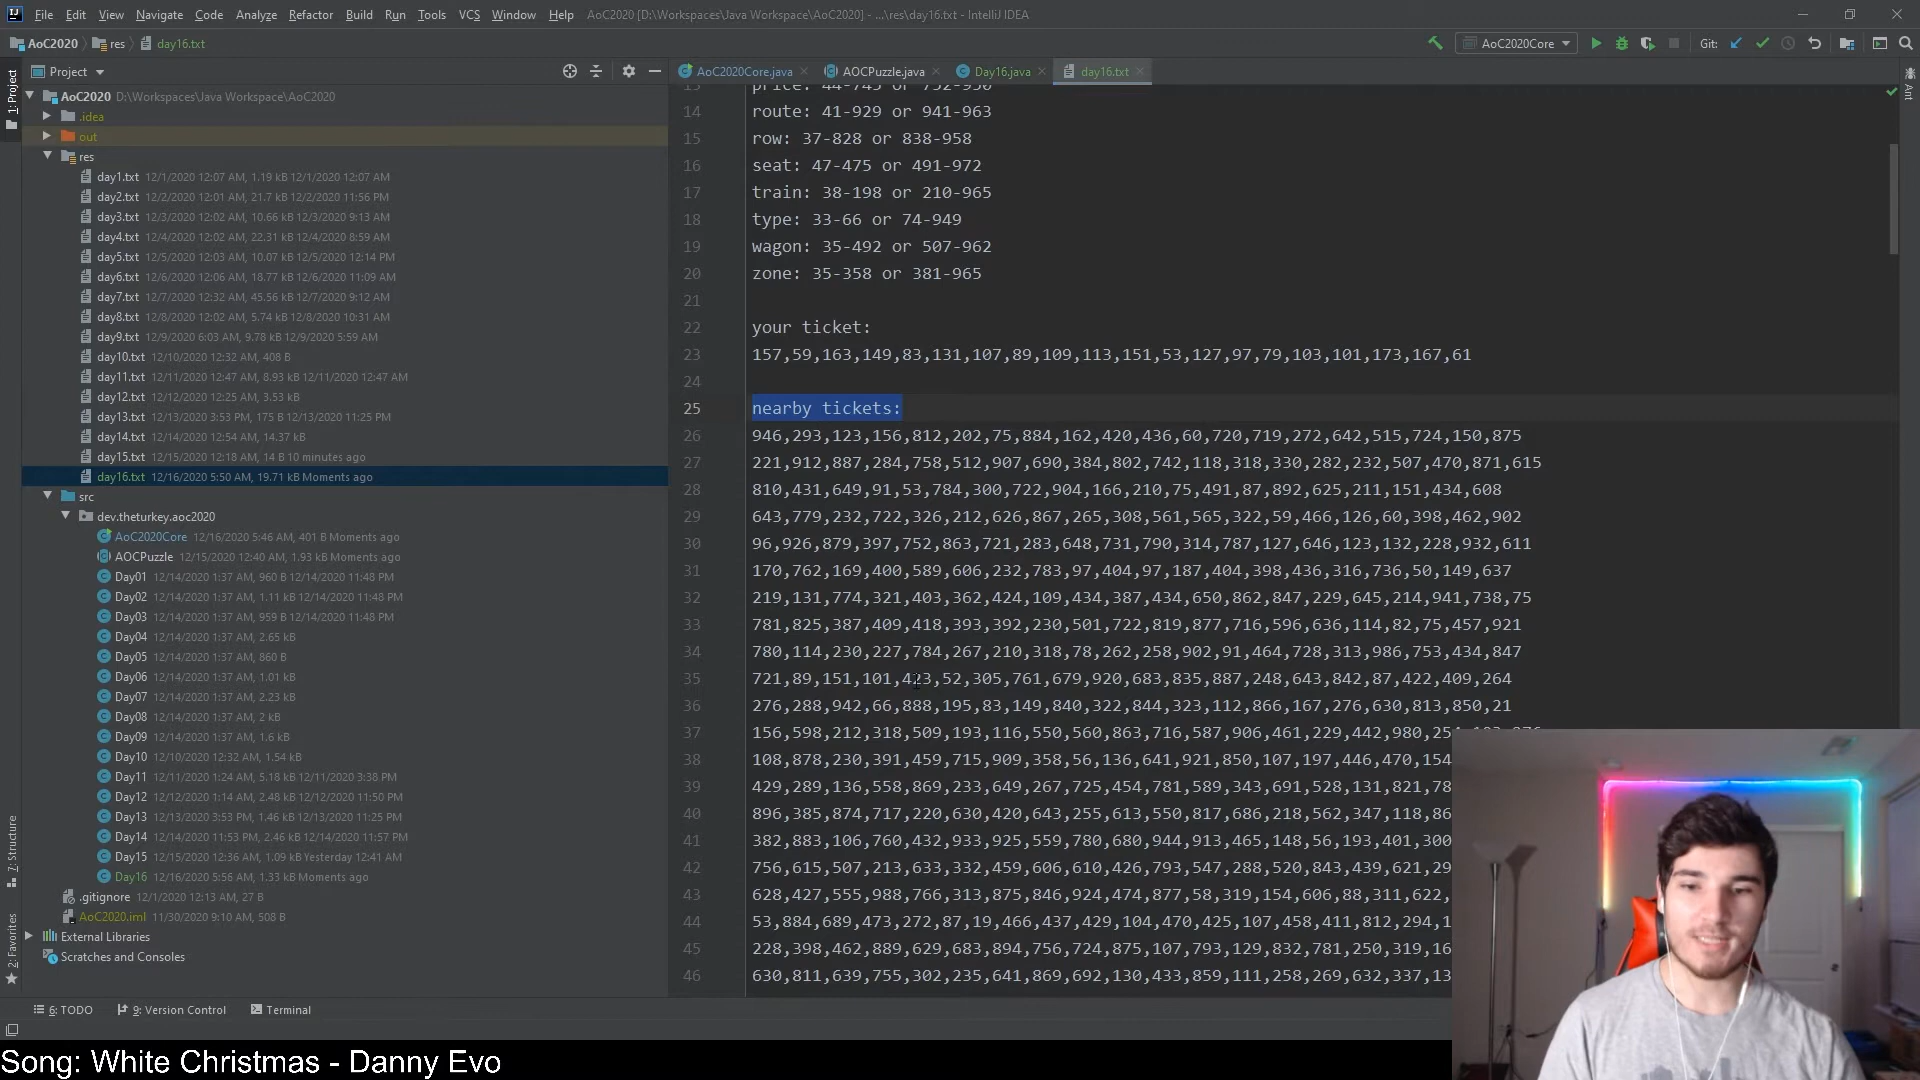 File Edit View Navigate Code Analyze Refactor Build Run Tools VCS Window Help AoC2020 [D:\Workspaces\Java Workspace\AoC2020] - ...\res\day16.txt - IntelliJ IDEA
AoC2020 res day16.txt AoC2020Core Git:
Project AoC2020Core.java AOCPuzzle.java Day16.java day16.txt
1: Project
Ant
AoC2020 D:\Workspaces\Java Workspace\AoC2020
.idea
out
res
day1.txt 12/1/2020 12:07 AM, 1.19 kB 12/1/2020 12:07 AM
day2.txt 12/2/2020 12:01 AM, 21.7 kB 12/2/2020 11:56 PM
day3.txt 12/3/2020 12:02 AM, 10.66 kB 12/3/2020 9:13 AM
day4.txt 12/4/2020 12:02 AM, 22.31 kB 12/4/2020 8:59 AM
day5.txt 12/5/2020 12:03 AM, 10.07 kB 12/5/2020 12:14 PM
day6.txt 12/6/2020 12:06 AM, 18.77 kB 12/6/2020 11:09 AM
day7.txt 12/7/2020 12:32 AM, 45.56 kB 12/7/2020 9:12 AM
day8.txt 12/8/2020 12:02 AM, 5.74 kB 12/8/2020 10:31 AM
day9.txt 12/9/2020 6:03 AM, 9.78 kB 12/9/2020 5:59 AM
day10.txt 12/10/2020 12:32 AM, 408 B
day11.txt 12/11/2020 12:47 AM, 8.93 kB 12/11/2020 12:47 AM
day12.txt 12/12/2020 12:25 AM, 3.53 kB
day13.txt 12/13/2020 3:53 PM, 175 B 12/13/2020 11:25 PM
day14.txt 12/14/2020 12:54 AM, 14.37 kB
day15.txt 12/15/2020 12:18 AM, 14 B 10 minutes ago
day16.txt 12/16/2020 5:50 AM, 19.71 kB Moments ago
src
dev.theturkey.aoc2020
AoC2020Core 12/16/2020 5:46 AM, 401 B Moments ago
AOCPuzzle 12/15/2020 12:40 AM, 1.93 kB Moments ago
Day01 12/14/2020 1:37 AM, 960 B 12/14/2020 11:48 PM
Day02 12/14/2020 1:37 AM, 1.11 kB 12/14/2020 11:48 PM
Day03 12/14/2020 1:37 AM, 959 B 12/14/2020 11:48 PM
Day04 12/14/2020 1:37 AM, 2.65 kB
Day05 12/14/2020 1:37 AM, 860 B
Day06 12/14/2020 1:37 AM, 1.01 kB
Day07 12/14/2020 1:37 AM, 2.23 kB
Day08 12/14/2020 1:37 AM, 2 kB
Day09 12/14/2020 1:37 AM, 1.6 kB
Day10 12/10/2020 12:32 AM, 1.54 kB
Day11 12/11/2020 1:24 AM, 5.18 kB 12/11/2020 3:38 PM
Day12 12/12/2020 1:14 AM, 2.48 kB 12/12/2020 11:50 PM
Day13 12/13/2020 3:53 PM, 1.46 kB 12/13/2020 11:25 PM
Day14 12/14/2020 11:53 PM, 2.46 kB 12/14/2020 11:57 PM
Day15 12/15/2020 12:36 AM, 1.09 kB Yesterday 12:41 AM
Day16 12/16/2020 5:56 AM, 1.33 kB Moments ago
.gitignore 12/1/2020 12:13 AM, 27 B
AoC2020.iml 11/30/2020 9:10 AM, 508 B
External Libraries
Scratches and Consoles
7: Structure
2: Favorites
13 price: 44-745 or 752-950
14 route: 41-929 or 941-963
15 row: 37-828 or 838-958
16 seat: 47-475 or 491-972
17 train: 38-198 or 210-965
18 type: 33-66 or 74-949
19 wagon: 35-492 or 507-962
20 zone: 35-358 or 381-965
21
22 your ticket:
23 157,59,163,149,83,131,107,89,109,113,151,53,127,97,79,103,101,173,167,61
24
25 nearby tickets:
26 946,293,123,156,812,202,75,884,162,420,436,60,720,719,272,642,515,724,150,875
27 221,912,887,284,758,512,907,690,384,802,742,118,318,330,282,232,507,470,871,615
28 810,431,649,91,53,784,300,722,904,166,210,75,491,87,892,625,211,151,434,608
29 643,779,232,722,326,212,626,867,265,308,561,565,322,59,466,126,60,398,462,902
30 96,926,879,397,752,863,721,283,648,731,790,314,787,127,646,123,132,228,932,611
31 170,762,169,400,589,606,232,783,97,404,97,187,404,398,436,316,736,50,149,637
32 219,131,774,321,403,362,424,109,434,387,434,650,862,847,229,645,214,941,738,75
33 781,825,387,409,418,393,392,230,501,722,819,877,716,596,636,114,82,75,457,921
34 780,114,230,227,784,267,210,318,78,262,258,902,91,464,728,313,986,753,434,847
35 721,89,151,101,423,52,305,761,679,920,683,835,887,248,643,842,87,422,409,264
36 276,288,942,66,888,195,83,149,840,322,844,323,112,866,167,276,630,813,850,21
37 156,598,212,318,509,193,116,550,560,863,716,587,906,461,229,442,980,254
38 108,878,230,391,459,715,909,358,56,136,641,921,850,107,197,446,470,154
39 429,289,136,558,869,233,649,267,725,454,781,589,343,691,528,131,821,78
40 896,385,874,717,220,630,420,643,255,613,550,817,686,218,562,347,118,86
41 382,883,106,760,432,933,925,559,780,680,944,913,465,148,56,193,401,300
42 756,615,507,213,633,332,459,606,610,426,793,547,288,520,843,439,621,29
43 628,427,555,988,766,313,875,846,924,474,877,58,319,154,606,88,311,622,
44 53,884,689,473,272,87,19,466,437,429,104,470,425,107,458,411,812,294,1
45 228,398,462,889,629,683,894,756,724,875,107,793,129,832,781,250,319,16
46 630,811,639,755,302,235,641,869,692,130,433,859,111,258,269,632,337,13
6: TODO 9: Version Control Terminal
Song: White Christmas - Danny Evo